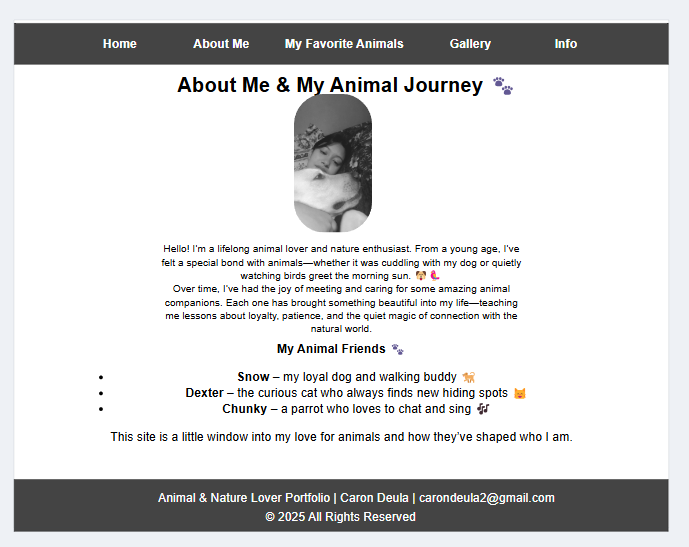 Home About Me My Favorite Animals Gallery Info
About Me & My Animal Journey 🐾
Hello! I’m a lifelong animal lover and nature enthusiast. From a young age, I’ve
felt a special bond with animals—whether it was cuddling with my dog or quietly
watching birds greet the morning sun. 🐶🦜
Over time, I’ve had the joy of meeting and caring for some amazing animal
companions. Each one has brought something beautiful into my life—teaching
me lessons about loyalty, patience, and the quiet magic of connection with the
natural world.
My Animal Friends 🐾
• Snow – my loyal dog and walking buddy 🐕
• Dexter – the curious cat who always finds new hiding spots 😺
• Chunky – a parrot who loves to chat and sing 🎶
This site is a little window into my love for animals and how they’ve shaped who I am.
Animal & Nature Lover Portfolio | Caron Deula | carondeula2@gmail.com
© 2025 All Rights Reserved